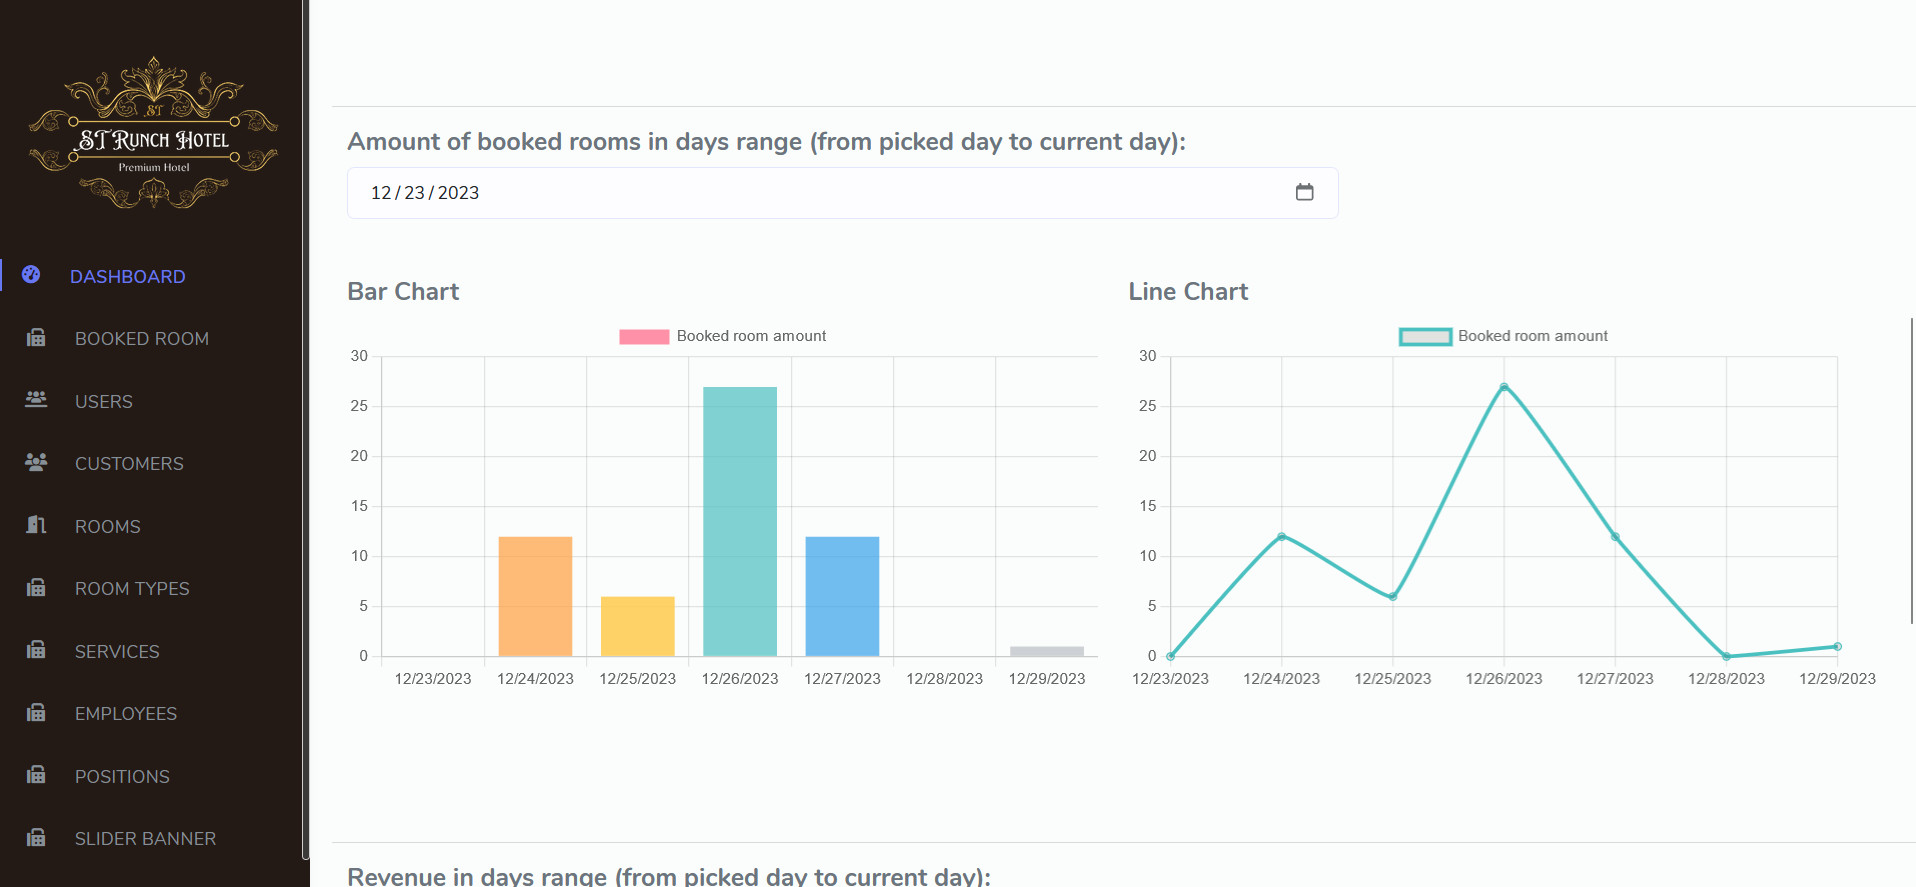 ST
ST RUNCH HOTEL
Premium Hotel
DASHBOARD
BOOKED ROOM
USERS
CUSTOMERS
ROOMS
ROOM TYPES
SERVICES
EMPLOYEES
POSITIONS
SLIDER BANNER
Amount of booked rooms in days range (from picked day to current day):
12/23/2023
Bar Chart
Booked room amount
30
25
20
15
10
5
0
12/23/2023 12/24/2023 12/25/2023 12/26/2023 12/27/2023 12/28/2023 12/29/2023
Line Chart
Booked room amount
30
25
20
15
10
5
0
12/23/2023 12/24/2023 12/25/2023 12/26/2023 12/27/2023 12/28/2023 12/29/2023
Revenue in days range (from picked day to current day):